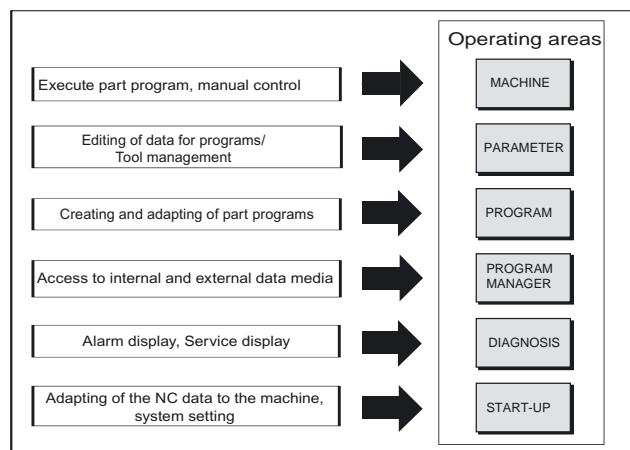 Operating areas
Execute part program, manual control
MACHINE
Editing of data for programs/
Tool management
PARAMETER
Creating and adapting of part programs
PROGRAM
Access to internal and external data media
PROGRAM
MANAGER
Alarm display, Service display
DIAGNOSIS
Adapting of the NC data to the machine,
system setting
START-UP